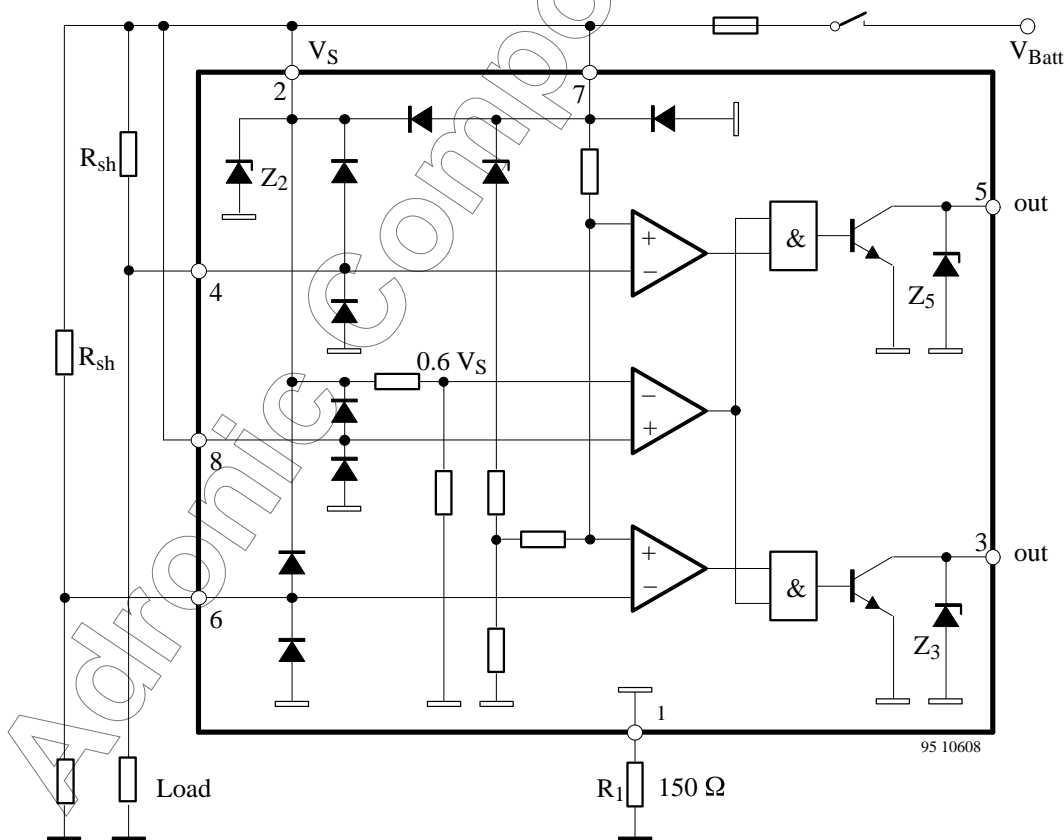 V_Batt
V_S
2
7
R_sh
Z_2
5
out
+
−
&
4
Z_5
R_sh
0.6 V_S
−
+
8
3
out
+
−
&
6
Z_3
1
95 10608
Load
R_1
150 Ω
Adronic Compo